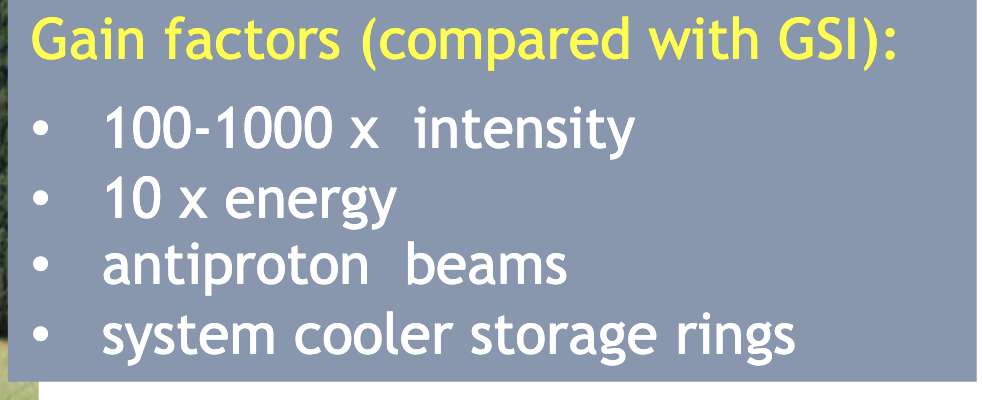 Gain factors (compared with GSI):
• 100-1000 x intensity
• 10 x energy
• antiproton beams
• system cooler storage rings